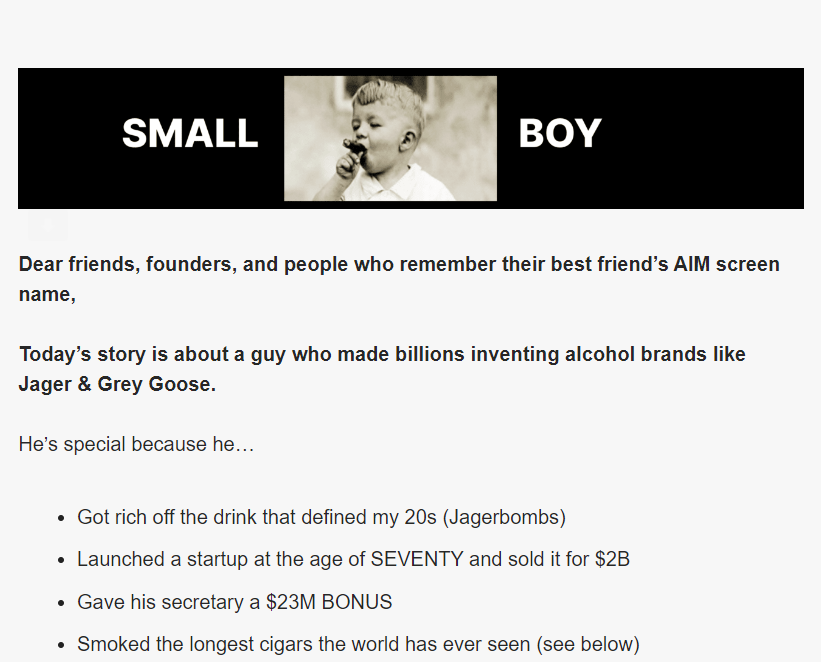 SMALL BOY
Dear friends, founders, and people who remember their best friend’s AIM screen
name,
Today’s story is about a guy who made billions inventing alcohol brands like
Jager & Grey Goose.
He’s special because he…
• Got rich off the drink that defined my 20s (Jagerbombs)
• Launched a startup at the age of SEVENTY and sold it for $2B
• Gave his secretary a $23M BONUS
• Smoked the longest cigars the world has ever seen (see below)